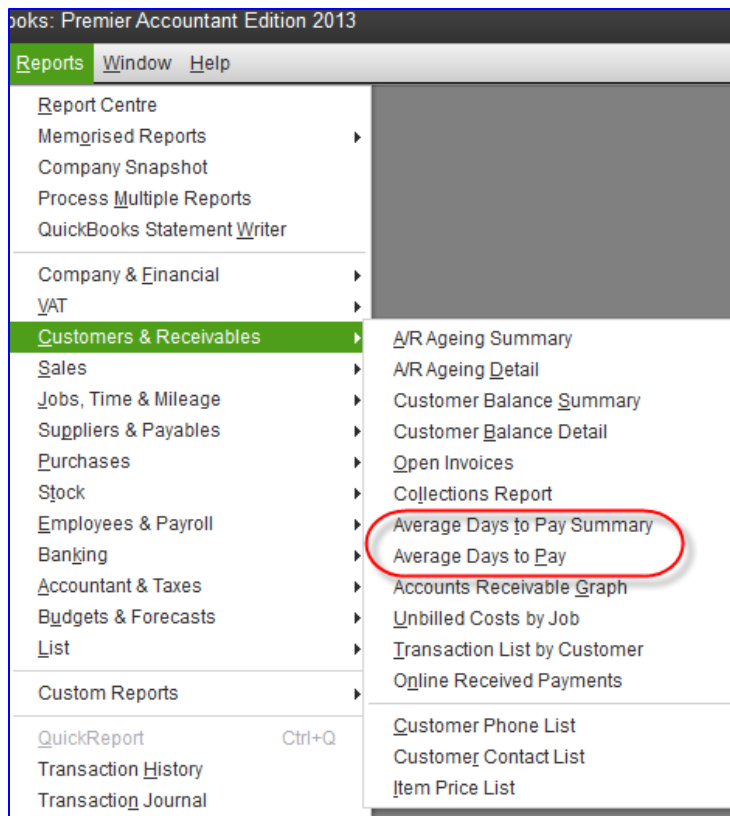 ooks: Premier Accountant Edition 2013
Reports Window Help
Report Centre
Memorised Reports
Company Snapshot
Process Multiple Reports
QuickBooks Statement Writer
Company & Financial
VAT
Customers & Receivables
Sales
Jobs, Time & Mileage
Suppliers & Payables
Purchases
Stock
Employees & Payroll
Banking
Accountant & Taxes
Budgets & Forecasts
List
Custom Reports
QuickReport Ctrl+Q
Transaction History
Transaction Journal
A/R Ageing Summary
A/R Ageing Detail
Customer Balance Summary
Customer Balance Detail
Open Invoices
Collections Report
Average Days to Pay Summary
Average Days to Pay
Accounts Receivable Graph
Unbilled Costs by Job
Transaction List by Customer
Online Received Payments
Customer Phone List
Customer Contact List
Item Price List